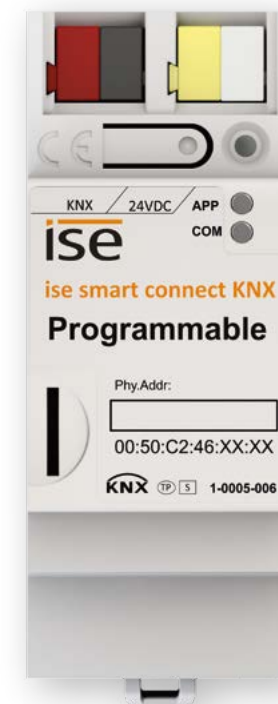 CE
KNX / 24VDC / APP
COM
ise
ise smart connect KNX
Programmable
Phy.Addr:
00:50:C2:46:XX:XX
KNX TP S 1-0005-006